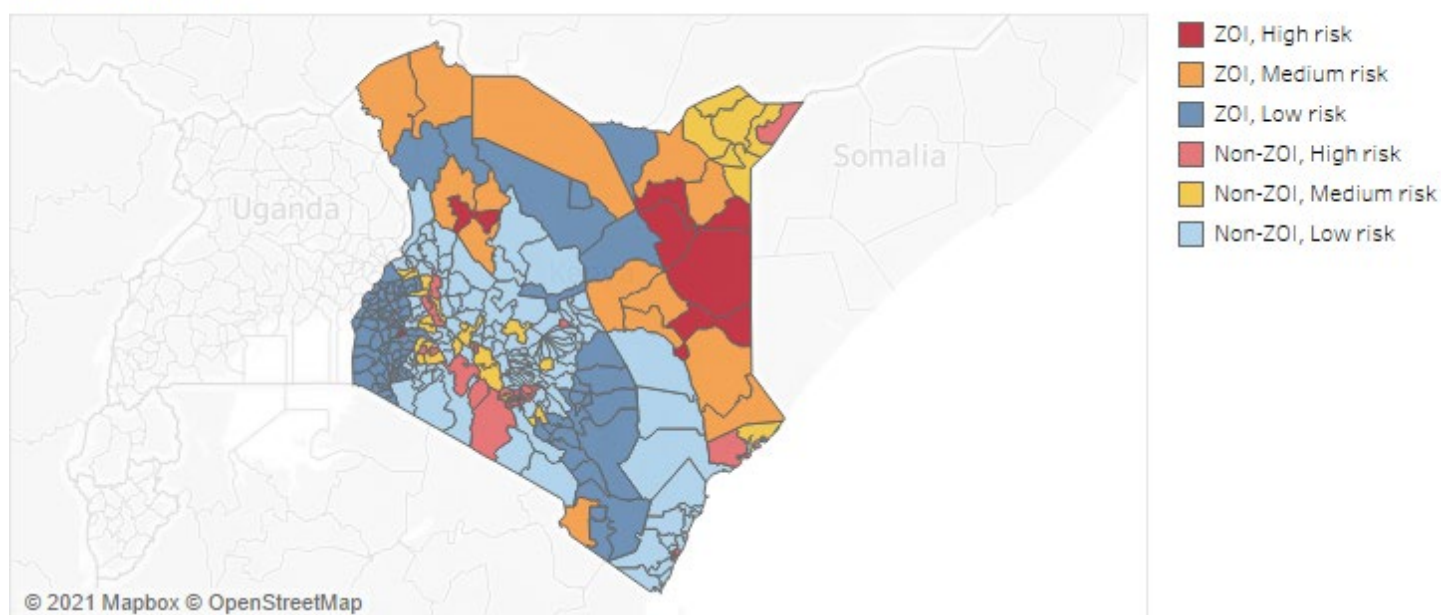 ZOI, High risk
ZOI, Medium risk
ZOI, Low risk
Non-ZOI, High risk
Non-ZOI, Medium risk
Non-ZOI, Low risk
Somalia
Uganda
© 2021 Mapbox © OpenStreetMap